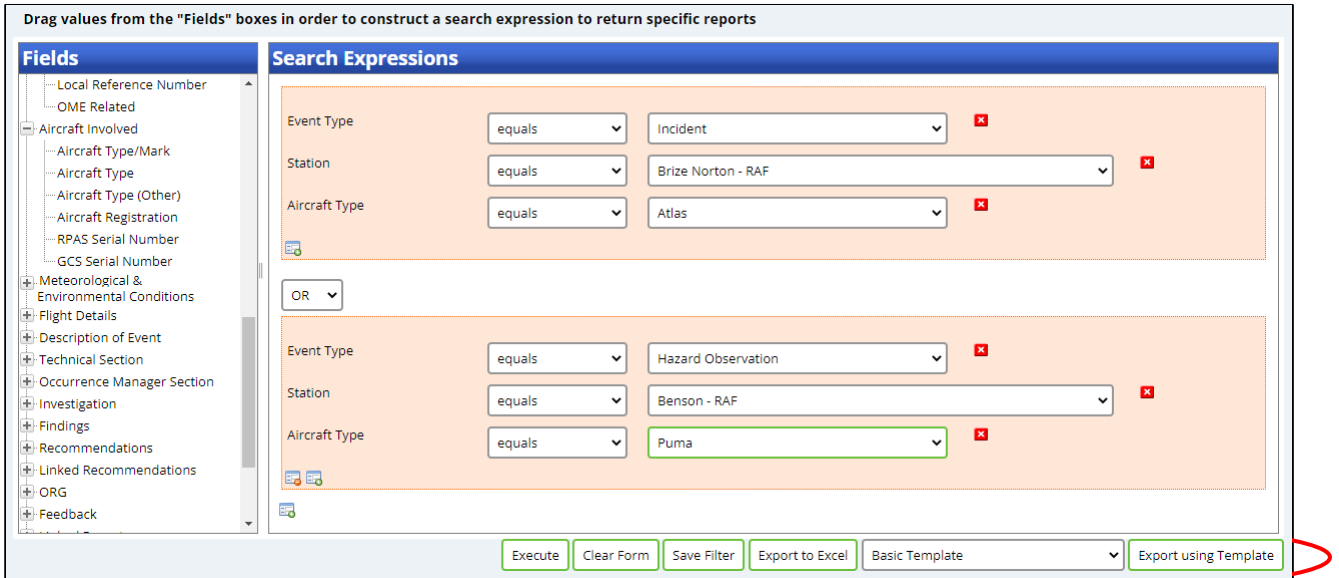 Drag values from the "Fields" boxes in order to construct a search expression to return specific reports
Fields
Local Reference Number
OME Related
Aircraft Involved
Aircraft Type/Mark
Aircraft Type
Aircraft Type (Other)
Aircraft Registration
RPAS Serial Number
GCS Serial Number
Meteorological &
Environmental Conditions
Flight Details
Description of Event
Technical Section
Occurrence Manager Section
Investigation
Findings
Recommendations
Linked Recommendations
ORG
Feedback
Search Expressions
Event Type equals Incident
Station equals Brize Norton - RAF
Aircraft Type equals Atlas
OR
Event Type equals Hazard Observation
Station equals Benson - RAF
Aircraft Type equals Puma
Execute Clear Form Save Filter Export to Excel Basic Template Export using Template